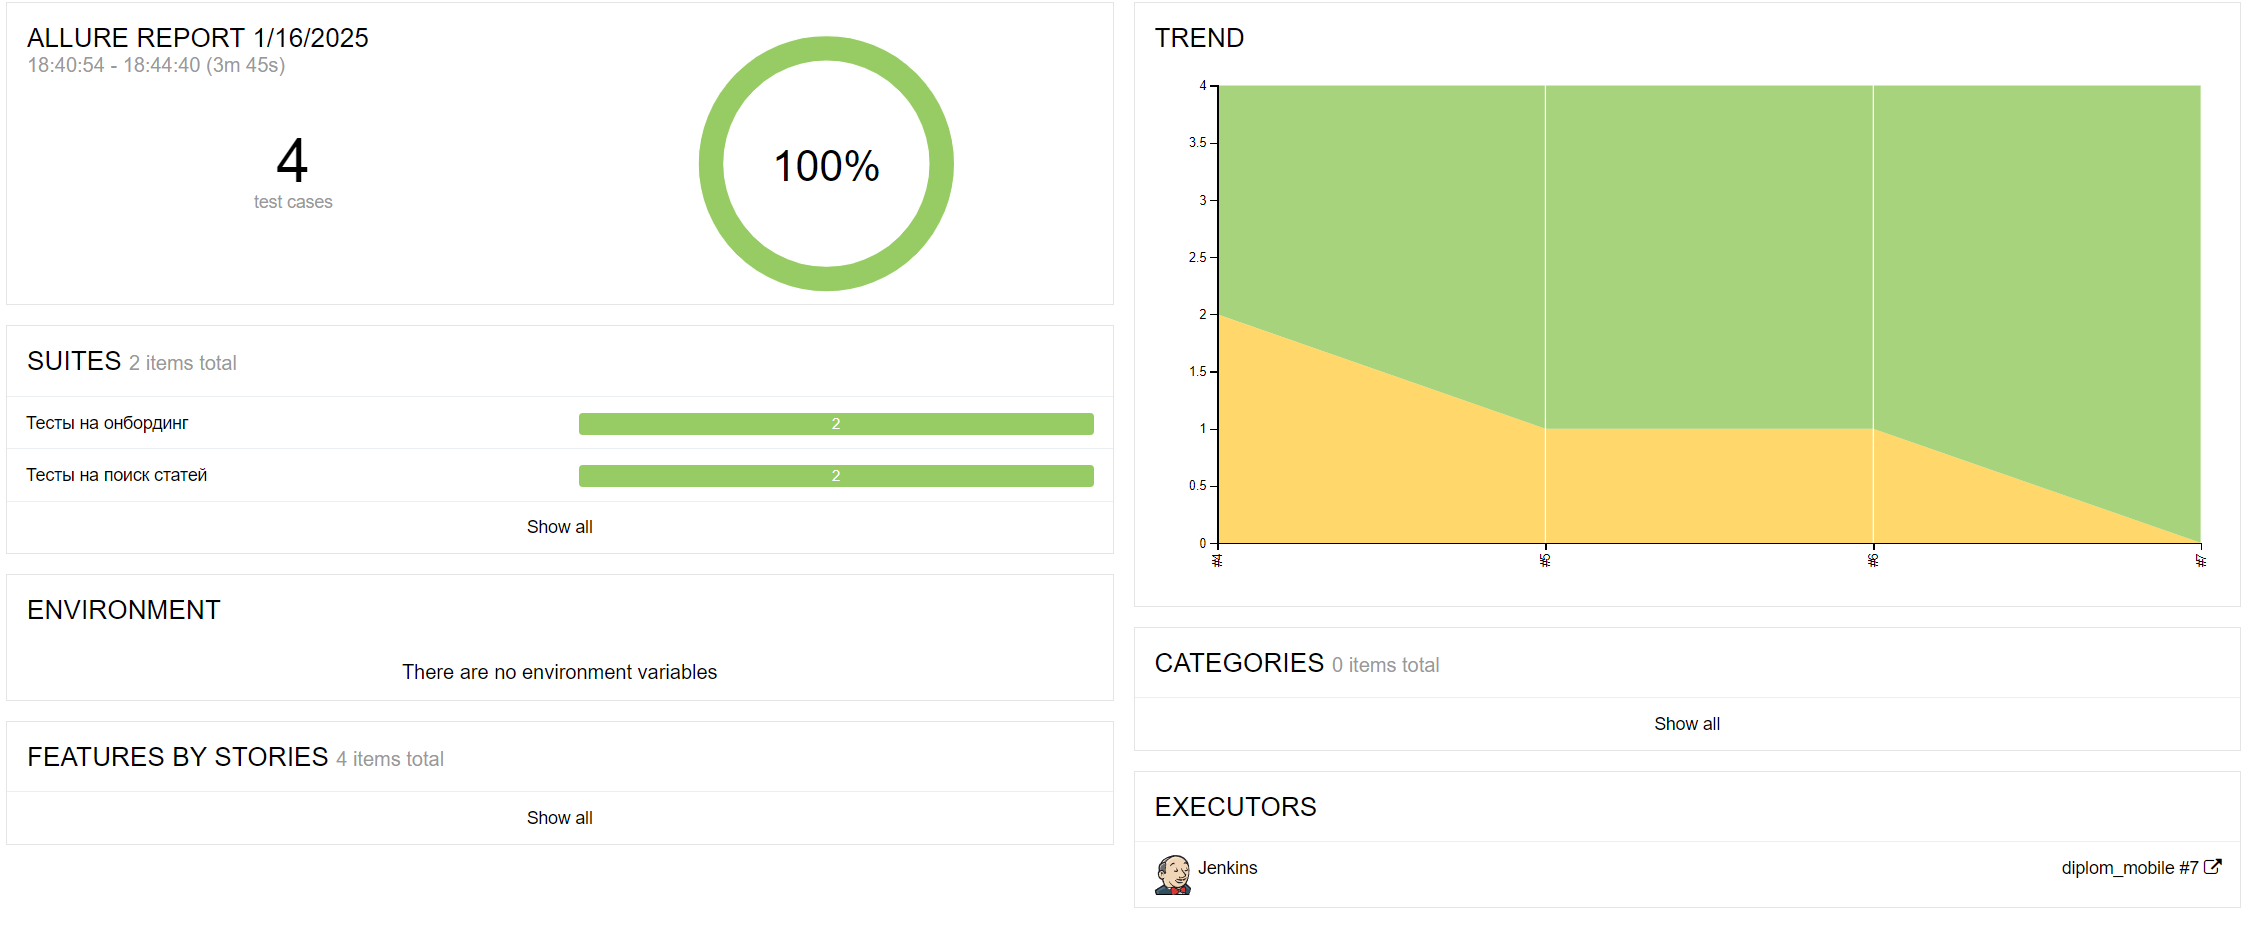 ALLURE REPORT 1/16/2025
18:40:54 - 18:44:40 (3m 45s)
4
test cases
100%
SUITES 2 items total
Тесты на онбординг 2
Тесты на поиск статей 2
Show all
ENVIRONMENT
There are no environment variables
FEATURES BY STORIES 4 items total
Show all
TREND
4
3.5
3
2.5
2
1.5
1
0.5
0
#4
#5
#6
#7
CATEGORIES 0 items total
Show all
EXECUTORS
Jenkins diplom_mobile #7